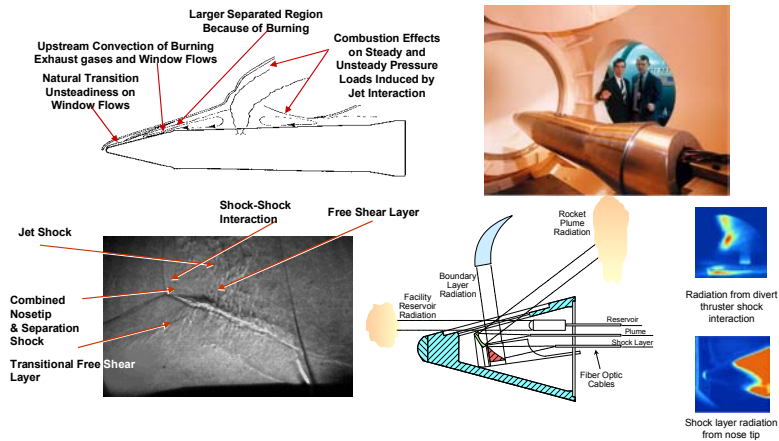 Larger Separated Region
Because of Burning
Upstream Convection of Burning
Exhaust gases and Window Flows
Natural Transition
Unsteadiness on
Window Flows
Combustion Effects
on Steady and
Unsteady Pressure
Loads Induced by
Jet Interaction
Shock-Shock
Interaction
Free Shear Layer
Jet Shock
Combined
Nosetip
& Separation
Shock
Transitional Free Shear
Layer
Rocket
Plume
Radiation
Boundary
Layer
Radiation
Facility
Reservoir
Radiation
Reservoir
Plume
Shock Layer
Fiber Optic
Cables
Radiation from divert
thruster shock
interaction
Shock layer radiation
from nose tip